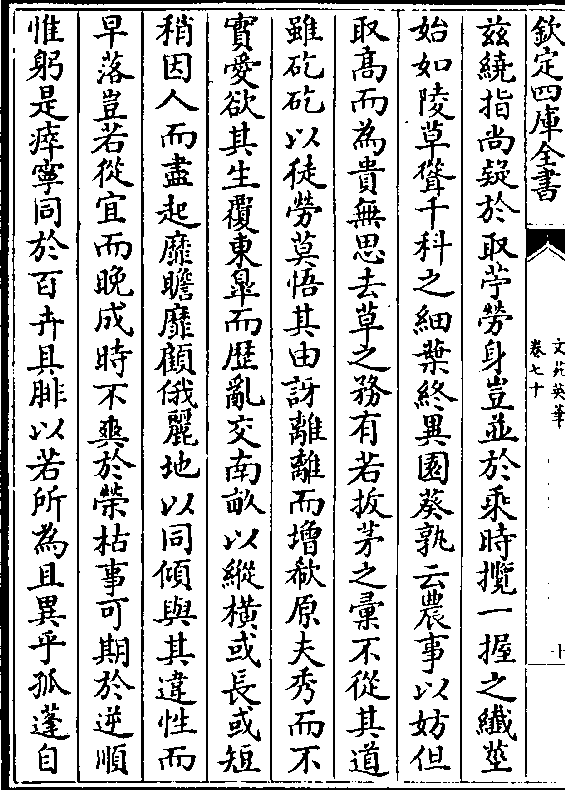 欽定四庫全書
文苑英華
卷七十
十
茲繞指尚疑於取苧勞身豈並於乘時攬一握之纖莖
始如陵草聳千科之細葉終異園葵孰云農事以妨但
取髙而為貴無思去草之務有若拔茅之彚不從其道
雖矻矻以徒勞莫悟其由訝離離而增欷原夫秀而不
實愛欲其生覆東臯而歴亂交南畝以縱横或長或短
稍因人而盡起靡瞻靡顧俄麗地以同傾與其違性而
早落豈若從宜而晚成時不爽於榮枯事可期於逆順
惟躬是瘁寧同於百卉具腓以若所為且異乎孤蓬自